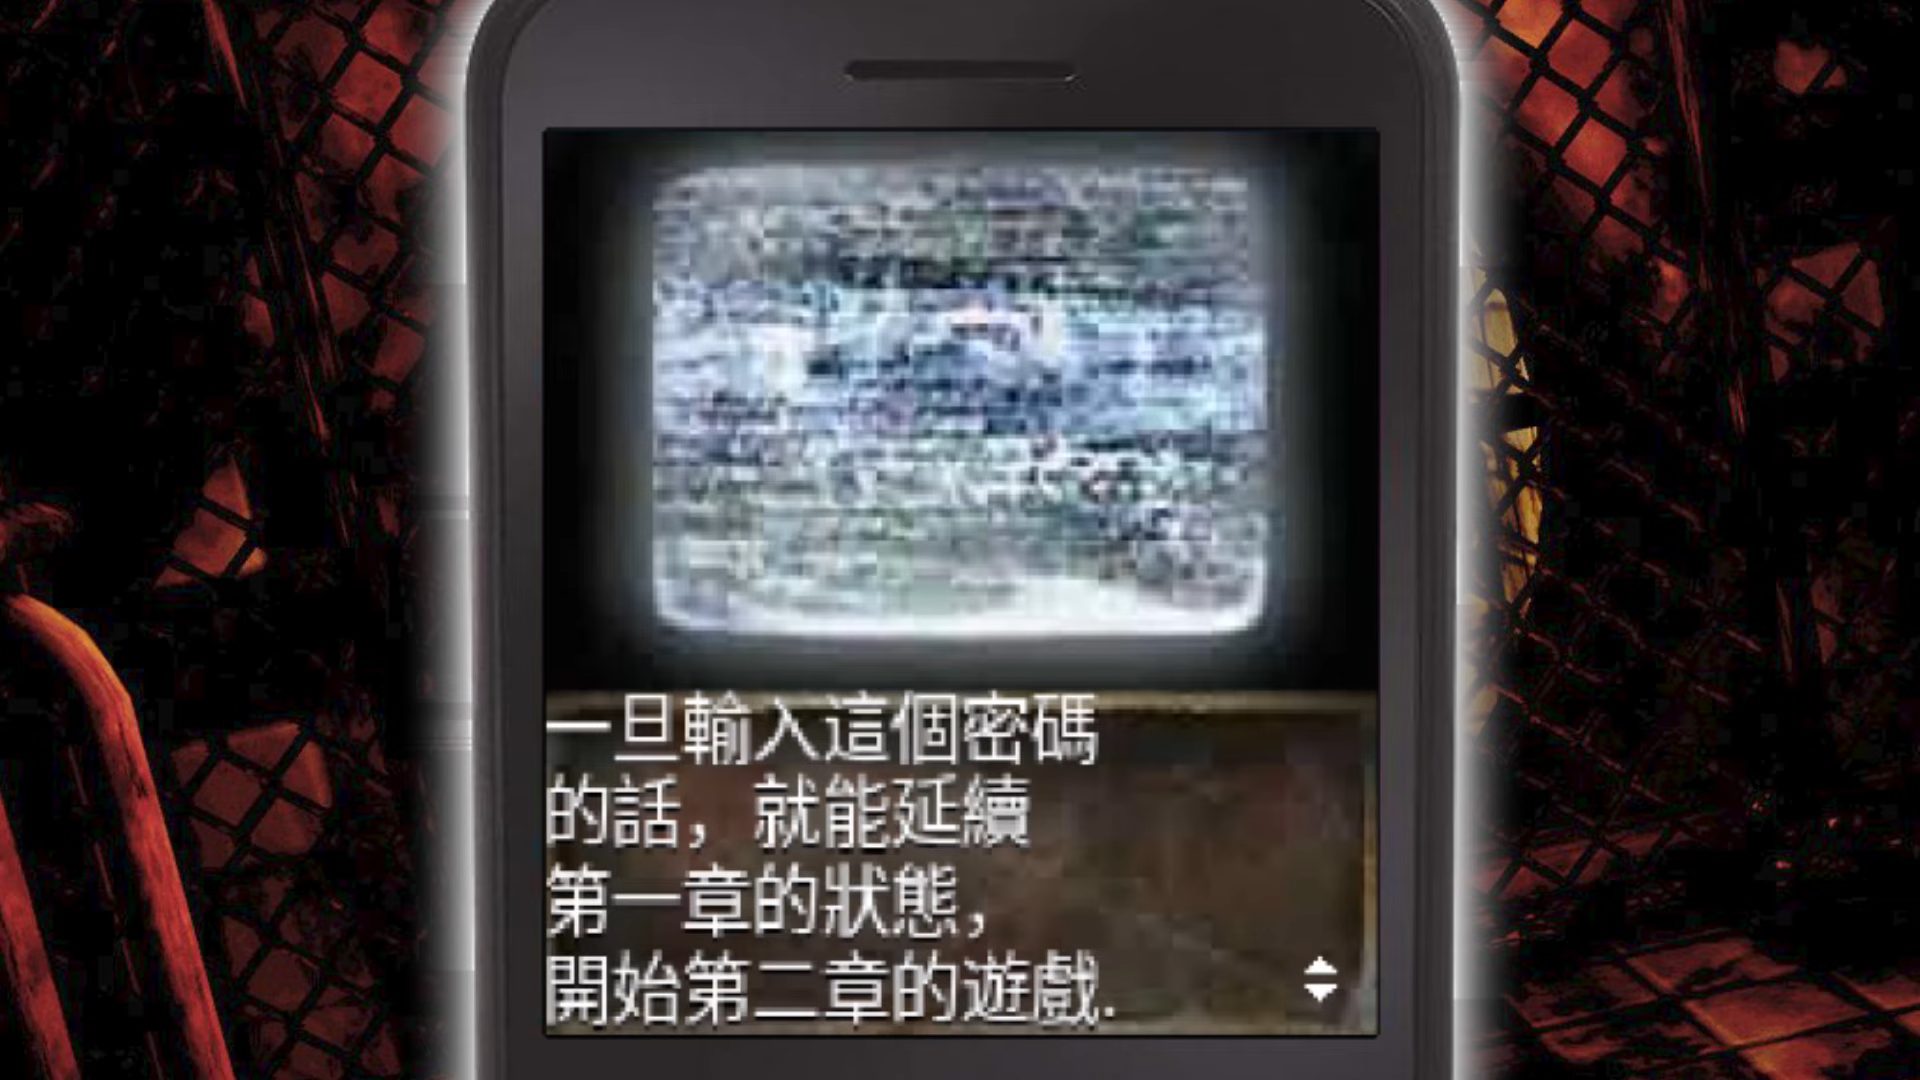 一旦輸入這個密碼
的話，就能延續
第一章的狀態，
開始第二章的遊戲.